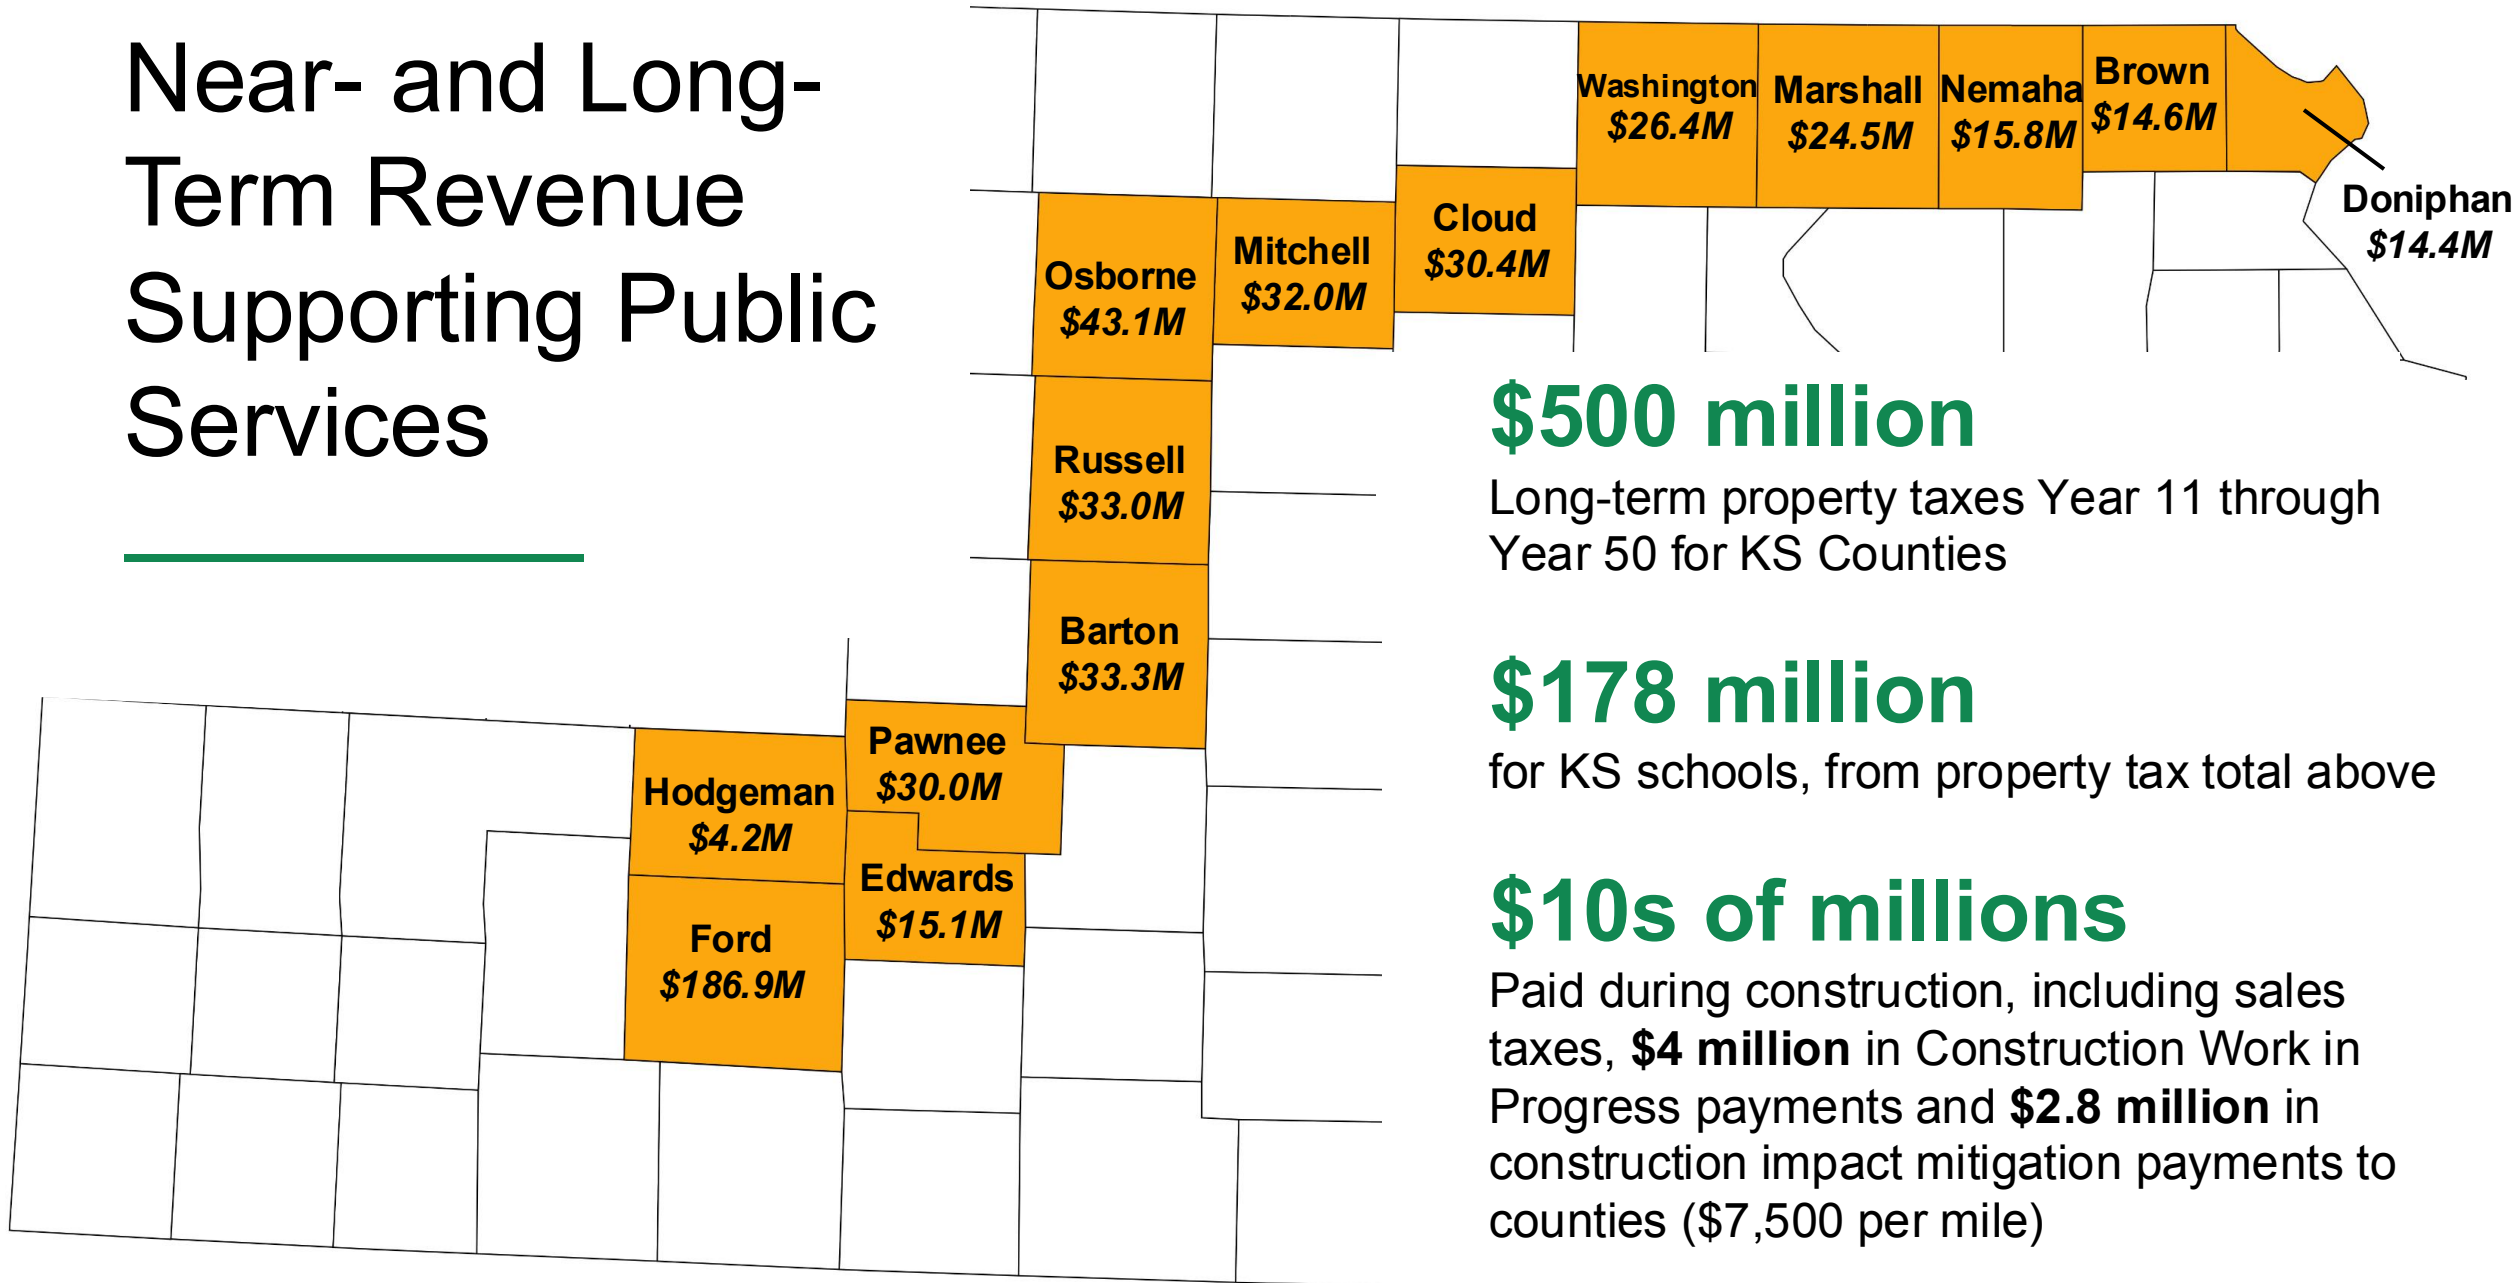 Near- and Long-
Term Revenue
Supporting Public
Services
Washington
$26.4M
Marshall
$24.5M
Nemaha
$15.8M
Brown
$14.6M
Doniphan
$14.4M
Cloud
$30.4M
Mitchell
$32.0M
Osborne
$43.1M
Russell
$33.0M
Barton
$33.3M
Pawnee
$30.0M
Hodgeman
$4.2M
Edwards
$15.1M
Ford
$186.9M
$500 million
Long-term property taxes Year 11 through
Year 50 for KS Counties
$178 million
for KS schools, from property tax total above
$10s of millions
Paid during construction, including sales
taxes, $4 million in Construction Work in
Progress payments and $2.8 million in
construction impact mitigation payments to
counties ($7,500 per mile)